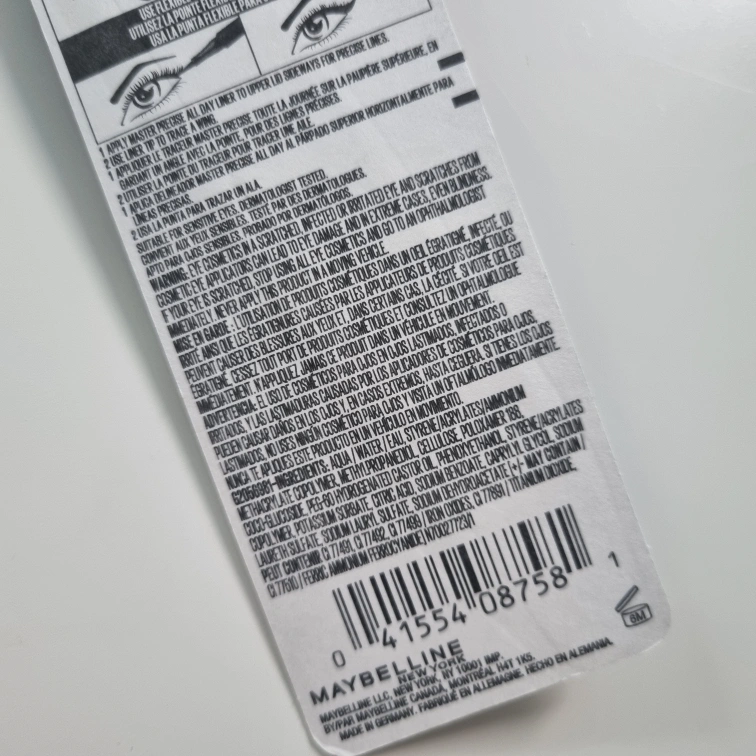 USE FLEXIBLE
UTILISEZ LA POINTE FLEXIBLE
USA LA PUNTA FLEXIBLE PARA
1 APPLY MASTER PRECISE ALL DAY LINER TO UPPER LID SIDEWAYS FOR PRECISE LINES.
2 USE LINER TIP TO TRACE A WING.
1 APPLIQUER LE TRACEUR MASTER PRECISE TOUTE LA JOURNÉE SUR LA PAUPIÈRE SUPÉRIEURE, EN
GARDANT L'ANGLE AVEC LA POINTE, POUR DES LIGNES PRÉCISES.
2 UTILISER LA POINTE DU TRACEUR POUR TRACER UNE AILE.
1 APLICA DELINEADOR MASTER PRECISE ALL DAY AL PÁRPADO SUPERIOR HORIZONTALMENTE PARA
LÍNEAS PRECISAS.
2 USA LA PUNTA PARA TRAZAR UN ALA.
SUITABLE FOR SENSITIVE EYES. DERMATOLOGIST TESTED.
CONVIENT AUX YEUX SENSIBLES. TESTÉ PAR DES DERMATOLOGUES.
APTO PARA OJOS SENSIBLES. PROBADO POR DERMATÓLOGOS.
WARNING: EYE COSMETICS IN A SCRATCHED, INFECTED OR IRRITATED EYE, AND SCRATCHES FROM
COSMETIC EYE APPLICATORS CAN LEAD TO EYE DAMAGE AND IN EXTREME CASES, EVEN BLINDNESS.
IF YOUR EYE IS SCRATCHED, STOP USING ALL EYE COSMETICS AND GO TO AN OPHTHALMOLOGIST
IMMEDIATELY. NEVER APPLY THIS PRODUCT IN A MOVING VEHICLE.
MISE EN GARDE : L'UTILISATION DE PRODUITS COSMÉTIQUES DANS UN ŒIL ÉGRATIGNÉ, INFECTÉ, OU
IRRITÉ AINSI QUE LES ÉGRATIGNURES CAUSÉES PAR LES APPLICATEURS DE PRODUITS COSMÉTIQUES
PEUVENT CAUSER DES BLESSURES AUX YEUX ET, DANS CERTAINS CAS, LA CÉCITÉ. SI VOTRE ŒIL EST
ÉGRATIGNÉ, CESSEZ TOUT PORT DE PRODUITS COSMÉTIQUES ET CONSULTEZ UN OPHTALMOLOGUE
IMMÉDIATEMENT. N'APPLIQUEZ JAMAIS CE PRODUIT DANS UN VÉHICULE EN MOUVEMENT.
ADVERTENCIA: EL USO DE COSMÉTICOS PARA OJOS EN OJOS LASTIMADOS, INFECTADOS O
IRRITADOS, Y LAS LASTIMADURAS CAUSADAS POR LOS APLICADORES DE COSMÉTICOS PARA OJOS,
PUEDEN CAUSAR DAÑOS EN LOS OJOS Y, EN CASOS EXTREMOS, HASTA CEGUERA. SI TIENES LOS OJOS
LASTIMADOS, NO USES NINGÚN COSMÉTICO PARA OJOS Y VISITA A UN OFTALMÓLOGO INMEDIATAMENTE.
NUNCA TE APLIQUES ESTE PRODUCTO EN UN VEHÍCULO EN MOVIMIENTO.
INGREDIENTS: AQUA / WATER / EAU, STYRENE/ACRYLATES/AMMONIUM
METHACRYLATE COPOLYMER, METHYLPROPANEDIOL, CELLULOSE, POLOXAMER 188,
COCO-GLUCOSIDE, PEG-60 HYDROGENATED CASTOR OIL, PHENOXYETHANOL, STYRENE/ACRYLATES
COPOLYMER, POTASSIUM SORBATE, CITRIC ACID, SODIUM BENZOATE, CAPRYLYL GLYCOL, SODIUM
LAURETH SULFATE, SODIUM LAURYL SULFATE, SODIUM DEHYDROACETATE [+/- MAY CONTAIN /
PEUT CONTENIR, CI 77491, CI 77492, CI 77499 / IRON OXIDES, CI 77891 / TITANIUM DIOXIDE,
CI 77510 / FERRIC AMMONIUM FERROCYANIDE]
0 41554 08758 1
6M
MAYBELLINE
NEW YORK
MAYBELLINE LLC, NEW YORK, NY 10001 IMP.
BY/PAR MAYBELLINE CANADA, MONTRÉAL H4T 1K5.
MADE IN GERMANY. FABRIQUÉ EN ALLEMAGNE. HECHO EN ALEMANIA.